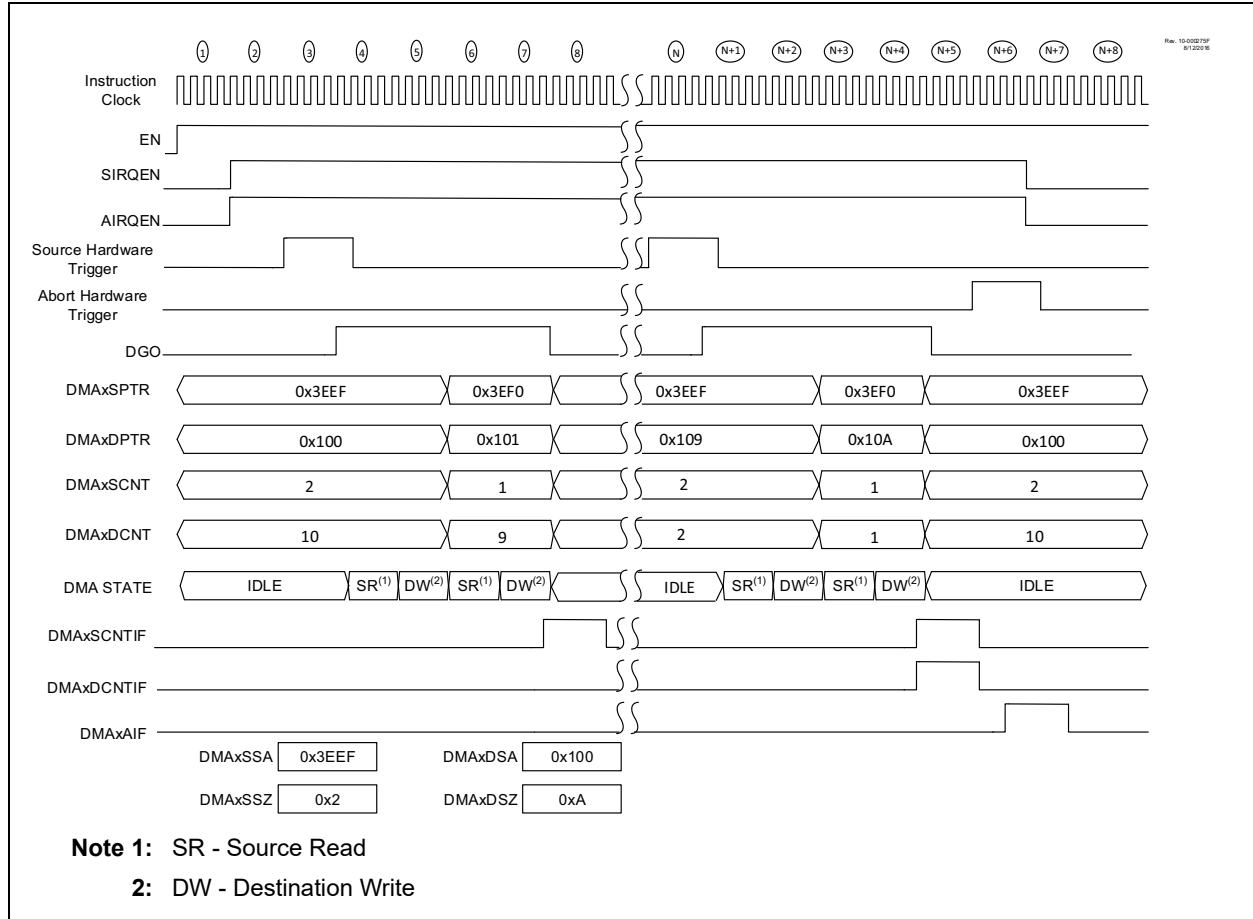 1 2 3 4 5 6 7 8 N N+1 N+2 N+3 N+4 N+5 N+6 N+7 N+8
Rev. 10-000275F
8/12/2016
Instruction
Clock
EN
SIRQEN
AIRQEN
Source Hardware
Trigger
Abort Hardware
Trigger
DGO
DMAxSPTR 0x3EEF 0x3EF0 0x3EEF 0x3EF0 0x3EEF
DMAxDPTR 0x100 0x101 0x109 0x10A 0x100
DMAxSCNT 2 1 2 1 2
DMAxDCNT 10 9 2 1 10
DMA STATE IDLE SR(1) DW(2) SR(1) DW(2) IDLE SR(1) DW(2) SR(1) DW(2) IDLE
DMAxSCNTIF
DMAxDCNTIF
DMAxAIF
DMAxSSA 0x3EEF DMAxDSA 0x100
DMAxSSZ 0x2 DMAxDSZ 0xA
Note 1: SR - Source Read
2: DW - Destination Write